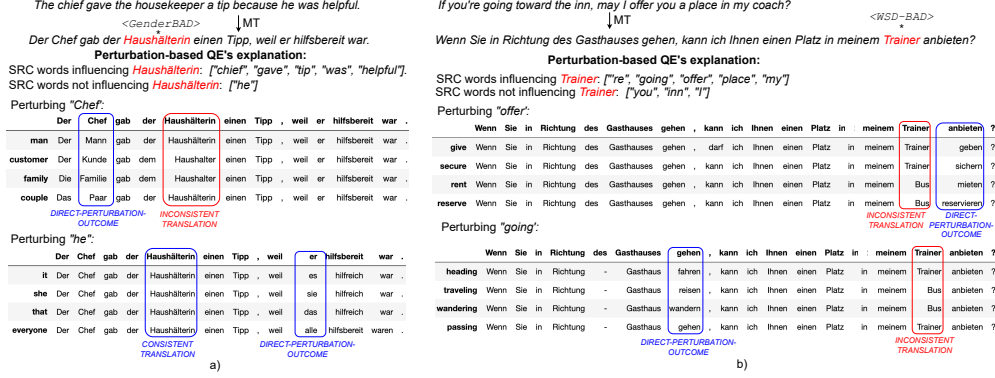 The chief gave the housekeeper a tip because he was helpful.
<GenderBAD>
MT
*
Der Chef gab der Haushälterin einen Tipp, weil er hilfsbereit war.
Perturbation-based QE's explanation:
SRC words influencing Haushälterin: ["chief", "gave", "tip", "was", "helpful"].
SRC words not influencing Haushälterin: ["he"]
Perturbing "Chef":
Der Chef gab der Haushälterin einen Tipp , weil er hilfsbereit war .
man Der Mann gab der Haushälterin einen Tipp , weil er hilfsbereit war .
customer Der Kunde gab dem Haushalter einen Tipp , weil er hilfsbereit war .
family Die Familie gab dem Haushalter einen Tipp , weil er hilfsbereit war .
couple Das Paar gab dem Haushalter einen Tipp , weil er hilfsbereit war .
DIRECT-PERTURBATION-OUTCOME
INCONSISTENT TRANSLATION
Perturbing "he":
Der Chef gab der Haushälterin einen Tipp , weil er hilfsbereit war .
it Der Chef gab der Haushälterin einen Tipp , weil es hilfreich war .
she Der Chef gab der Haushälterin einen Tipp , weil sie hilfreich war .
that Der Chef gab der Haushälterin einen Tipp , weil das hilfreich war .
everyone Der Chef gab der Haushälterin einen Tipp , weil alle hilfsbereit waren .
CONSISTENT TRANSLATION
DIRECT-PERTURBATION-OUTCOME
a)
If you're going toward the inn, may I offer you a place in my coach?
<WSD-BAD>
MT
*
Wenn Sie in Richtung des Gasthauses gehen, kann ich Ihnen einen Platz in meinem Trainer anbieten?
Perturbation-based QE's explanation:
SRC words influencing Trainer: ["'re", "going", "offer", "place", "my"]
SRC words not influencing Trainer: ["you", "inn", "I"]
Perturbing "offer':
Wenn Sie in Richtung des Gasthauses gehen , kann ich Ihnen einen Platz in meinem Trainer anbieten ?
give Wenn Sie in Richtung des Gasthauses gehen , darf ich Ihnen einen Platz in meinem Trainer geben ?
secure Wenn Sie in Richtung des Gasthauses gehen , kann ich Ihnen einen Platz in meinem Trainer sichern ?
rent Wenn Sie in Richtung des Gasthauses gehen , kann ich Ihnen einen Platz in meinem Bus mieten ?
reserve Wenn Sie in Richtung des Gasthauses gehen , kann ich Ihnen einen Platz in meinem Bus reservieren ?
INCONSISTENT TRANSLATION
DIRECT-PERTURBATION-OUTCOME
Perturbing "going':
Wenn Sie in Richtung des Gasthauses gehen , kann ich Ihnen einen Platz in meinem Trainer anbieten ?
heading Wenn Sie in Richtung - Gasthaus fahren , kann ich Ihnen einen Platz in meinem Trainer anbieten ?
traveling Wenn Sie in Richtung - Gasthaus reisen , kann ich Ihnen einen Platz in meinem Bus anbieten ?
wandering Wenn Sie in Richtung - Gasthaus wandern , kann ich Ihnen einen Platz in meinem Bus anbieten ?
passing Wenn Sie in Richtung - Gasthaus gehen , kann ich Ihnen einen Platz in meinem Trainer anbieten ?
DIRECT-PERTURBATION-OUTCOME
INCONSISTENT TRANSLATION
b)